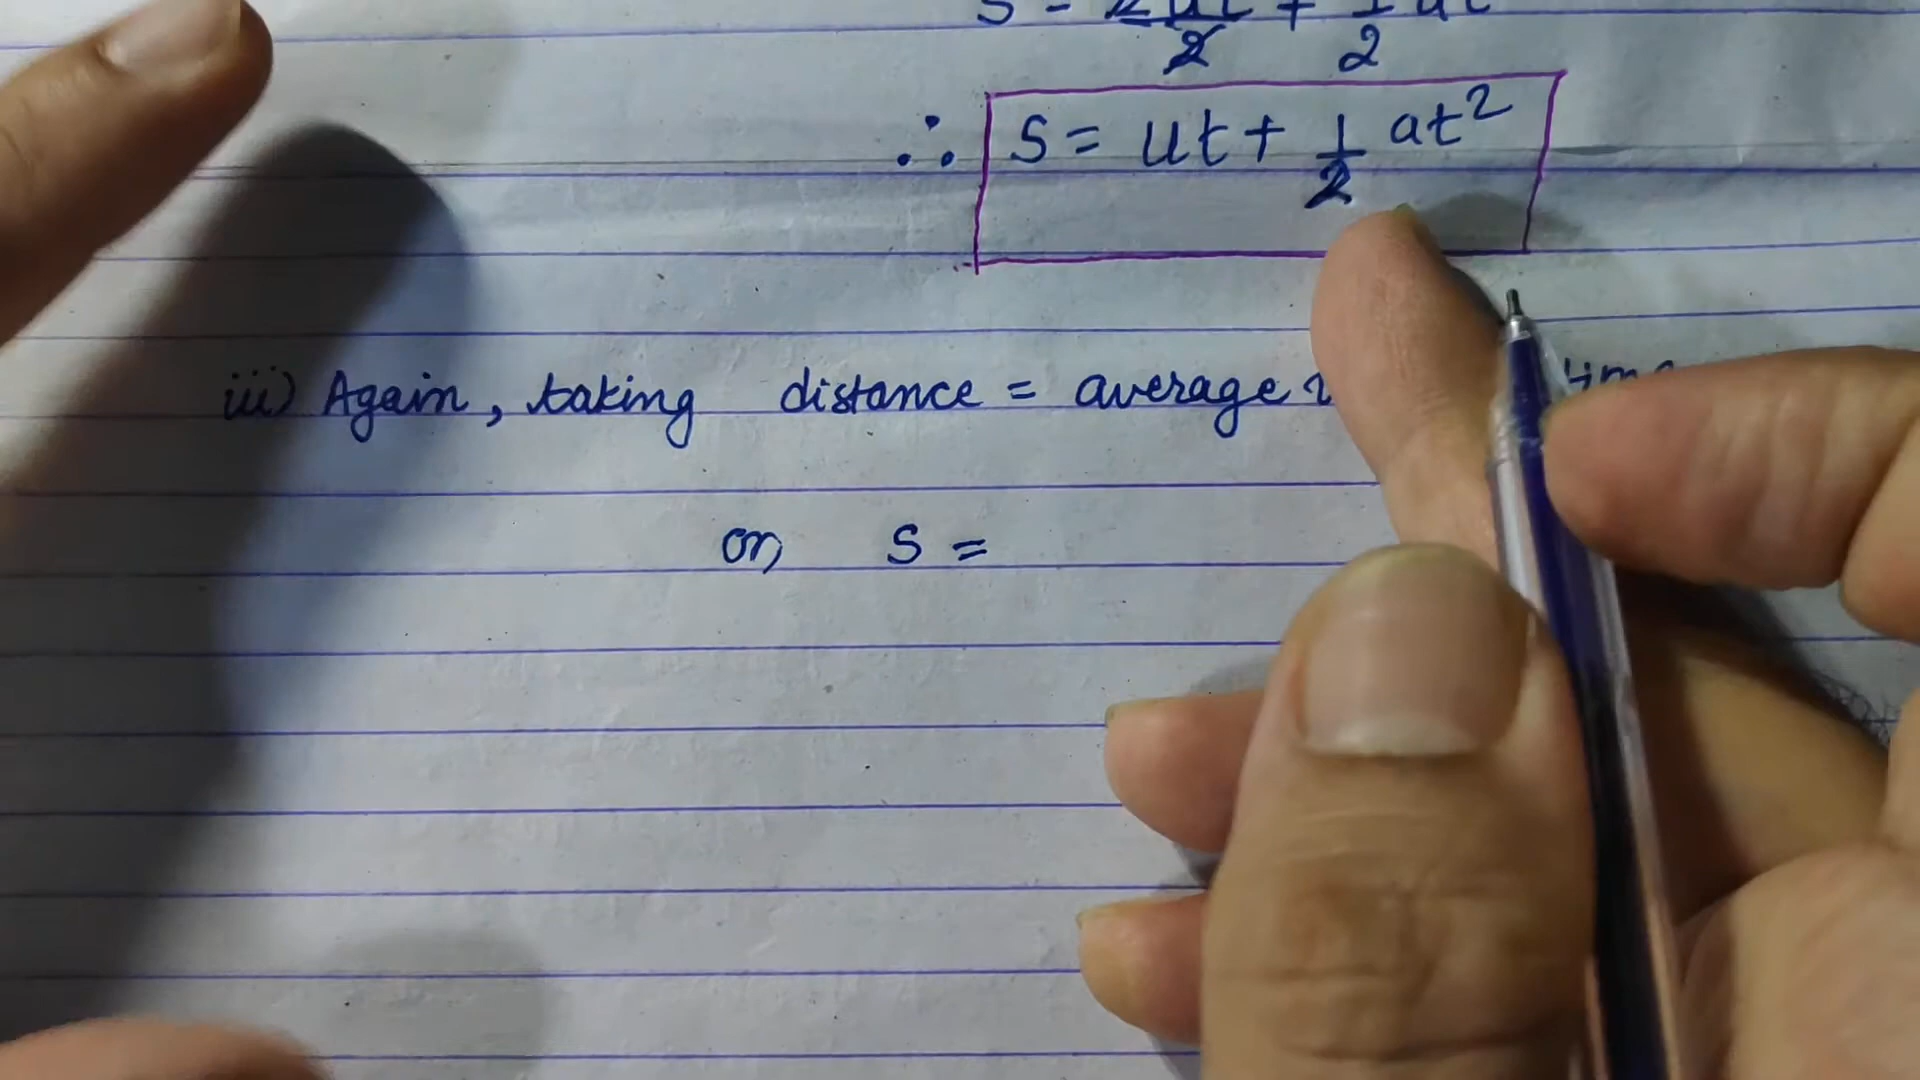 ∴ S = ut + 1/2 at²
iii) Again, taking distance = average
or S =